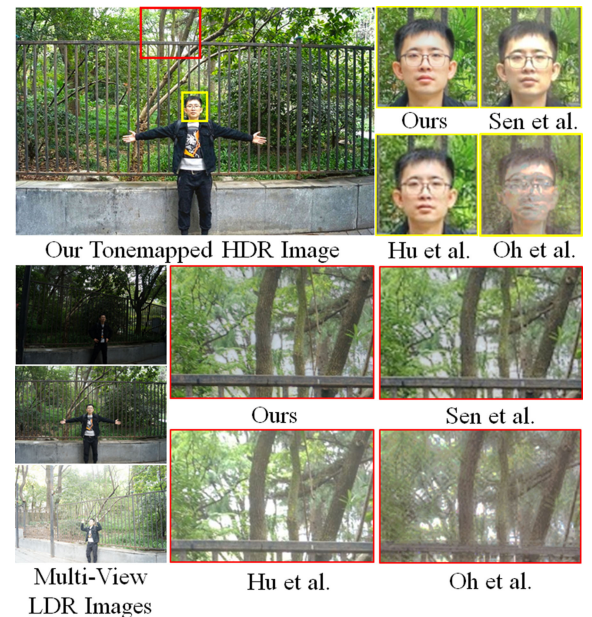 Ours
Sen et al.
Our Tonemapped HDR Image
Hu et al.
Oh et al.
Ours
Sen et al.
Multi-View
LDR Images
Hu et al.
Oh et al.